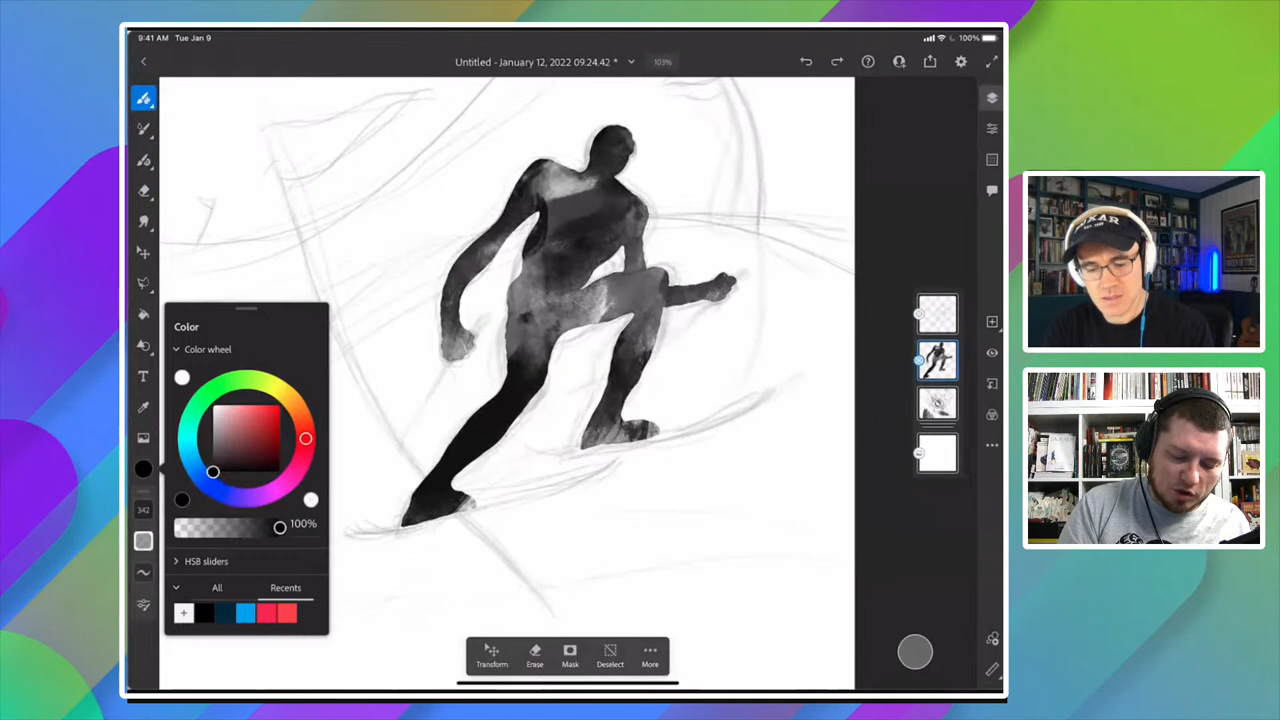 9:41 AM Tue Jan 9
100%
Untitled - January 12, 2022 09.24.42 *
103%
Color
Color wheel
342
100%
HSB sliders
All
Recents
Transform
Erase
Mask
Deselect
More